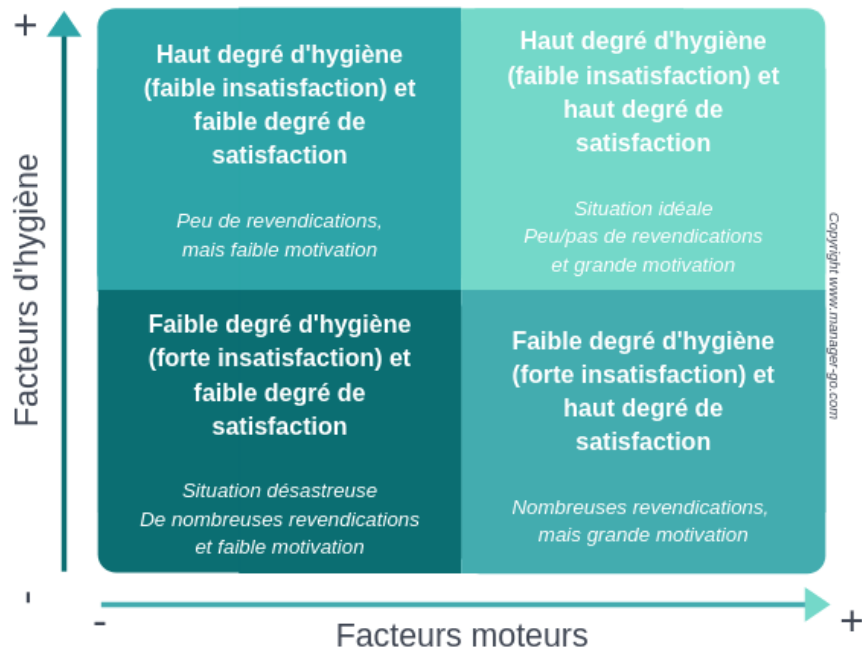 +
Haut degré d'hygiène
(faible insatisfaction) et
faible degré de
satisfaction
Peu de revendications,
mais faible motivation
Haut degré d'hygiène
(faible insatisfaction) et
haut degré de
satisfaction
Situation idéale
Peu/pas de revendications
et grande motivation
Facteurs d'hygiène
Copyright www.manager-go.com
Faible degré d'hygiène
(forte insatisfaction) et
faible degré de
satisfaction
Situation désastreuse
De nombreuses revendications
et faible motivation
Faible degré d'hygiène
(forte insatisfaction) et
haut degré de
satisfaction
Nombreuses revendications,
mais grande motivation
-
-
Facteurs moteurs
+